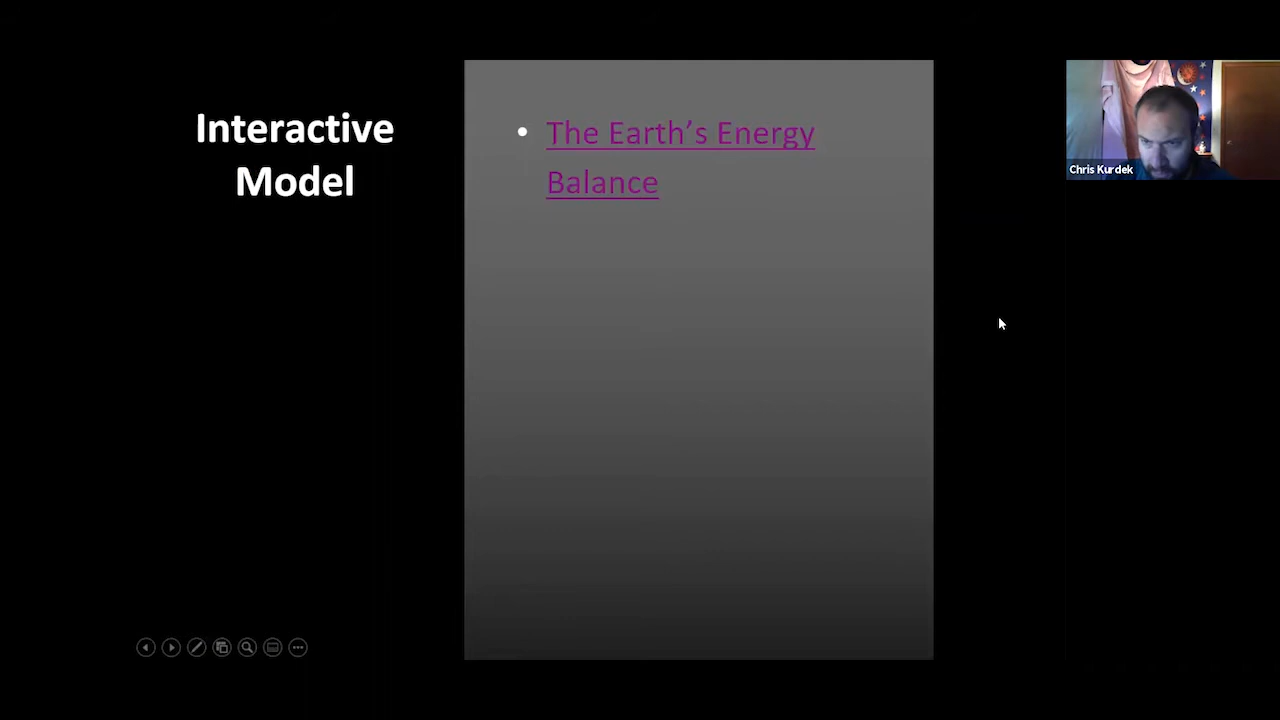 Interactive
Model
• The Earth’s Energy
Balance
Chris Kurdek